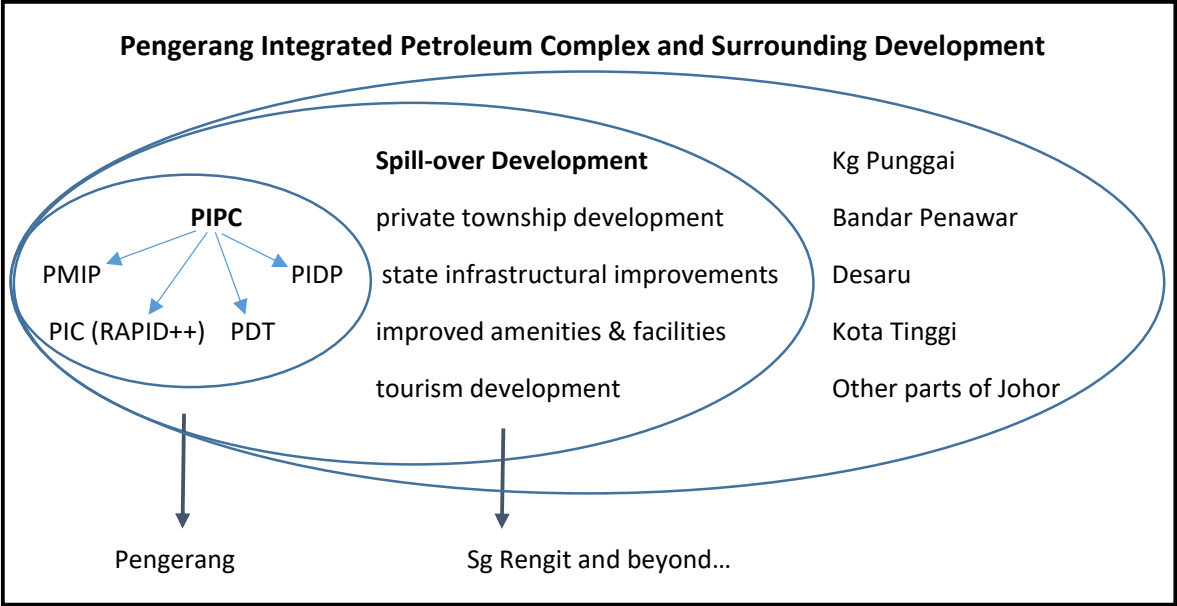 Pengerang Integrated Petroleum Complex and Surrounding Development
PIPC
PMIP
PIDP
PIC (RAPID++)
PDT
Spill-over Development
private township development
state infrastructural improvements
improved amenities & facilities
tourism development
Kg Punggai
Bandar Penawar
Desaru
Kota Tinggi
Other parts of Johor
Pengerang
Sg Rengit and beyond…